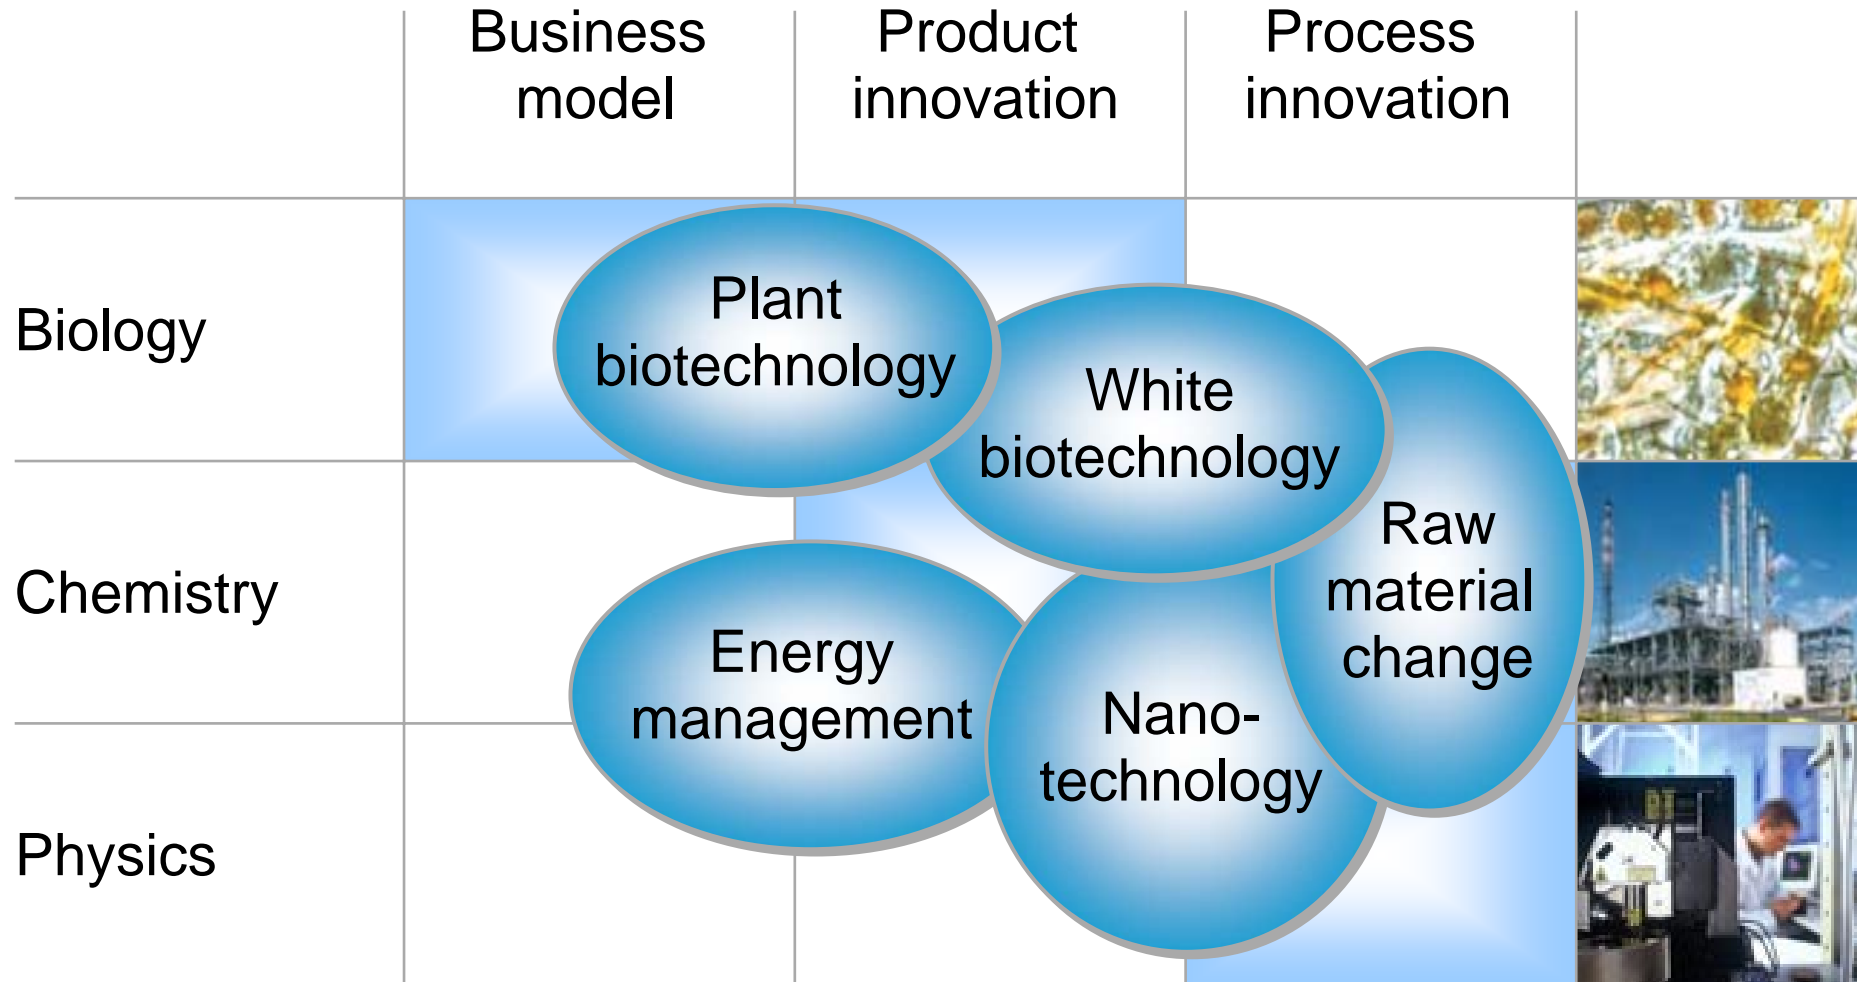 Business
model
Product
innovation
Process
innovation
Biology
Plant
biotechnology
White
biotechnology
Chemistry
Raw
material
change
Energy
management
Nano-
technology
Physics